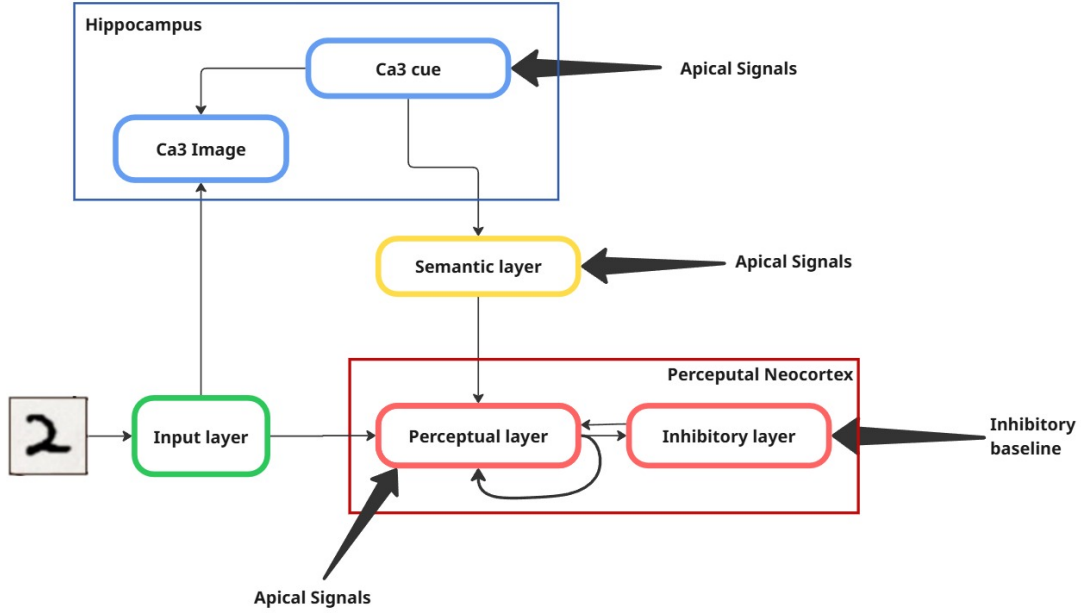 Hippocampus
Ca3 cue
Apical Signals
Ca3 Image
Semantic layer
Apical Signals
Perceputal Neocortex
2
Input layer
Perceptual layer
Inhibitory layer
Inhibitory
baseline
Apical Signals